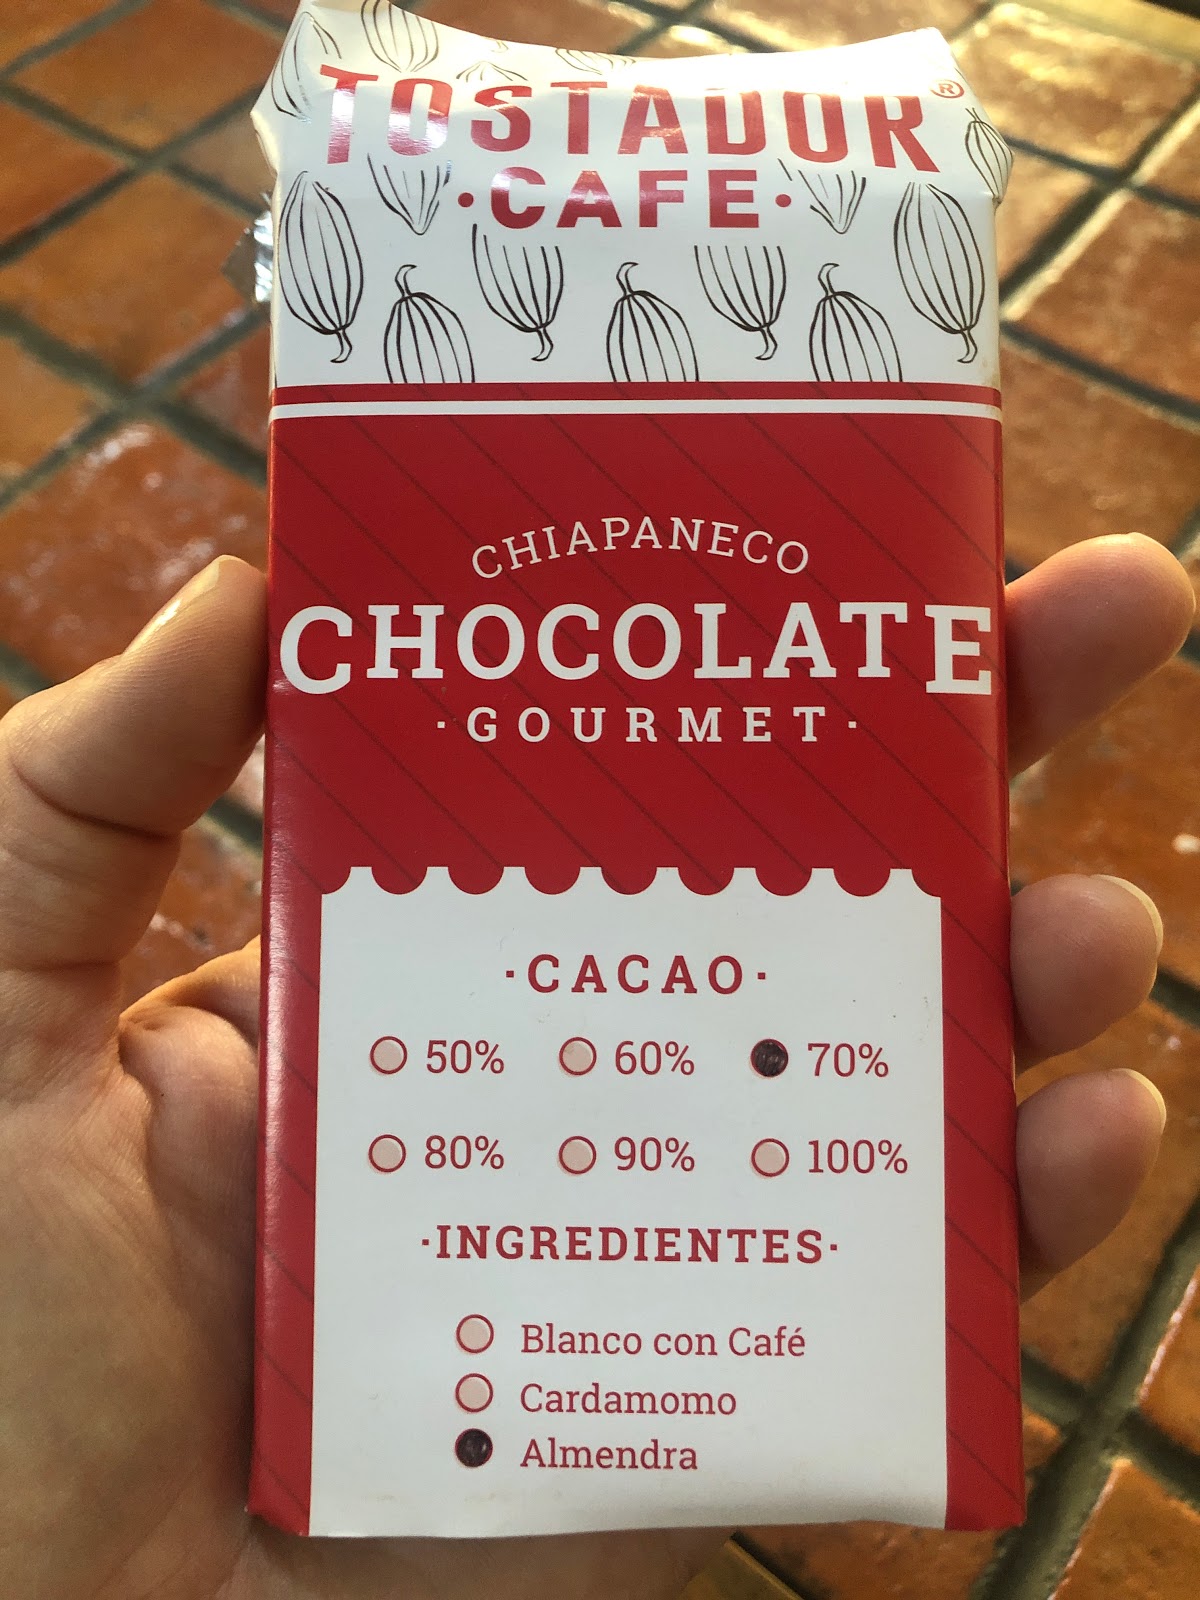 TOSTADOR®
·CAFE·
CHIAPANECO
CHOCOLATE
·GOURMET·
·CACAO·
50% 60% 70%
80% 90% 100%
·INGREDIENTES·
Blanco con Café
Cardamomo
Almendra